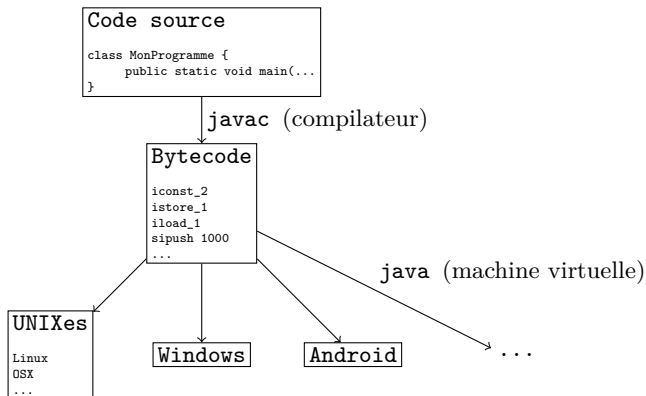 Code source
class MonProgramme {
public static void main(...
}
javac (compilateur)
Bytecode
iconst_2
istore_1
iload_1
sipush 1000
...
java (machine virtuelle)
UNIXes
Linux
OSX
...
Windows
Android
...